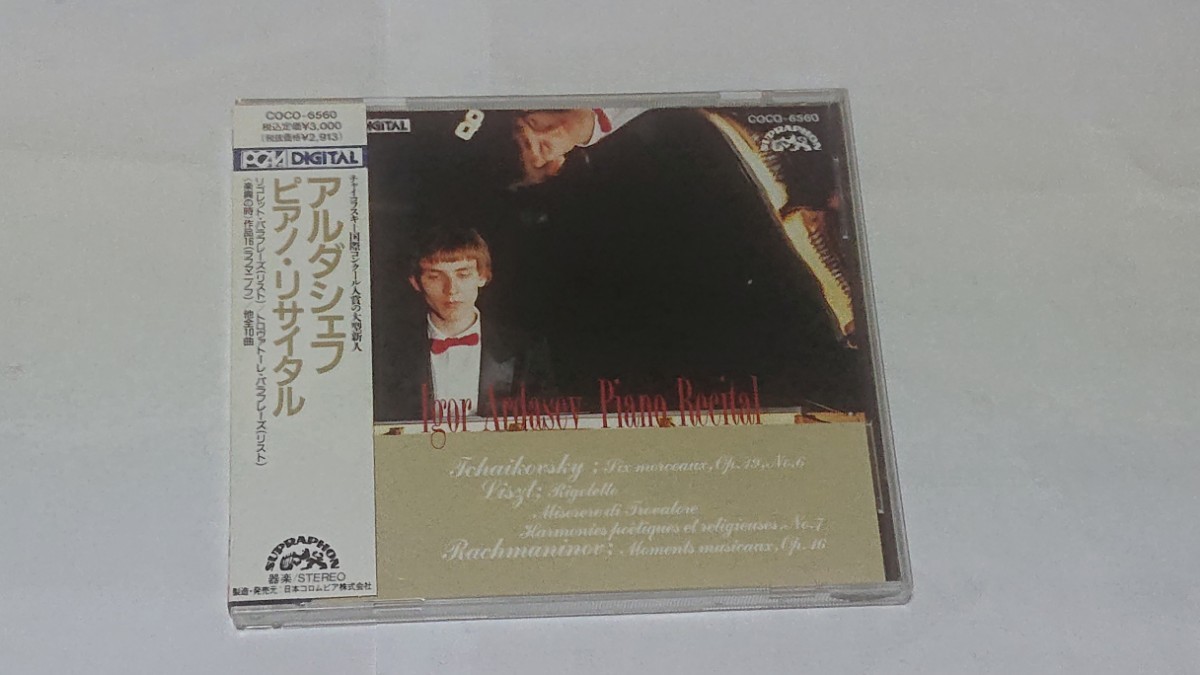 COCO-6560
税込定価¥3,000
(税抜価格¥2,913)
PCM DIGITAL
チャイコフスキー国際コンクール入賞の大型新人
アルダシェフ
ピアノ・リサイタル
リゴレット・パラフレーズ(リスト)/トロヴァトーレ・パラフレーズ(リスト)
《楽興の時》作品16(ラフマニノフ)/他全10曲
SUPRAPHON
器楽/STEREO
製造・発売元:日本コロムビア株式会社
DIGITAL
COCO-6560
SUPRAPHON
Igor Ardasev Piano Recital
Tchaikovsky ; Six morceaux, Op.19, No.6
Liszt ; Rigoletto
Miserere di Trovatore
Harmonies poètiques et religieuses, No.7
Rachmaninov ; Moments musicaux, Op.16